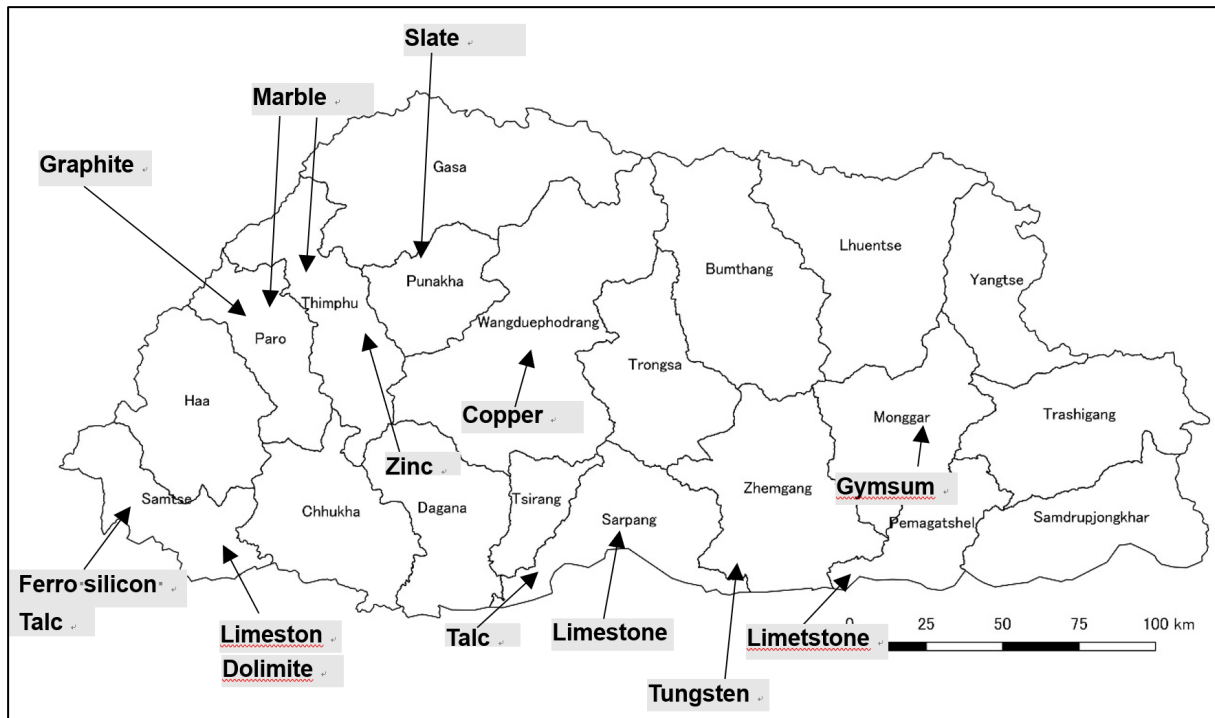 Slate
Marble
Graphite
Gasa
Lhuentse
Bumthang
Yangtse
Punakha
Thimphu
Wangduephodrang
Paro
Trongsa
Haa
Copper
Monggar
Trashigang
Zinc
Gymsum
Samtse
Chhukha
Dagana
Tsirang
Sarpang
Zhemgang
Pemagatshel
Samdrupjongkhar
Ferro silicon
Talc
Limeston
Dolimite
Talc
Limestone
Limetstone
0 25 50 75 100 km
Tungsten